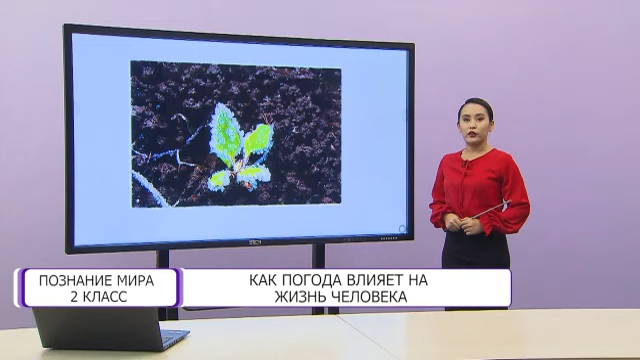 ПОЗНАНИЕ МИРА
2 КЛАСС
КАК ПОГОДА ВЛИЯЕТ НА
ЖИЗНЬ ЧЕЛОВЕКА